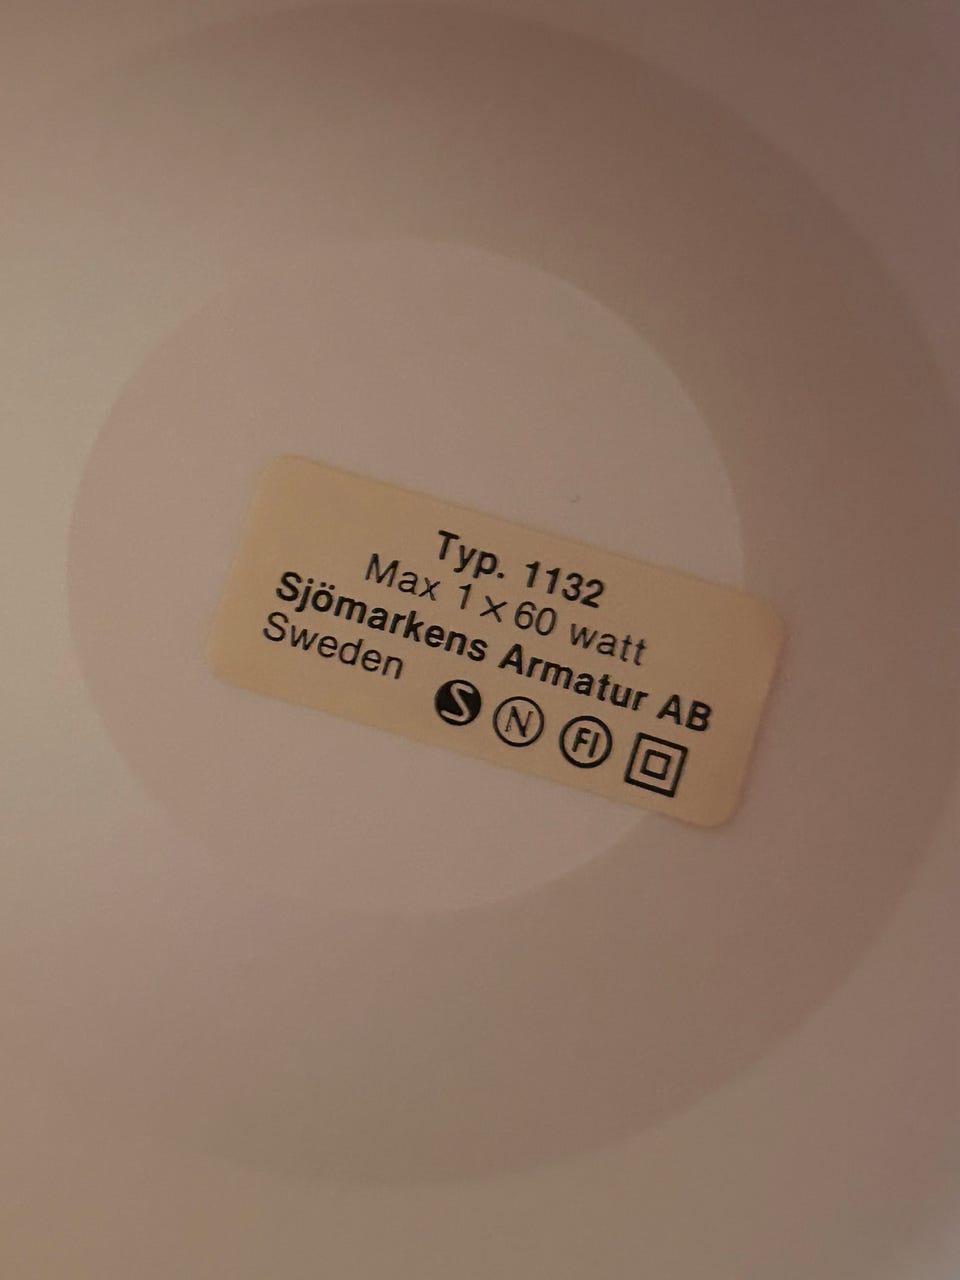 Typ. 1132
Max 1 x 60 watt
Sjömarkens Armatur AB
Sweden
S N FI